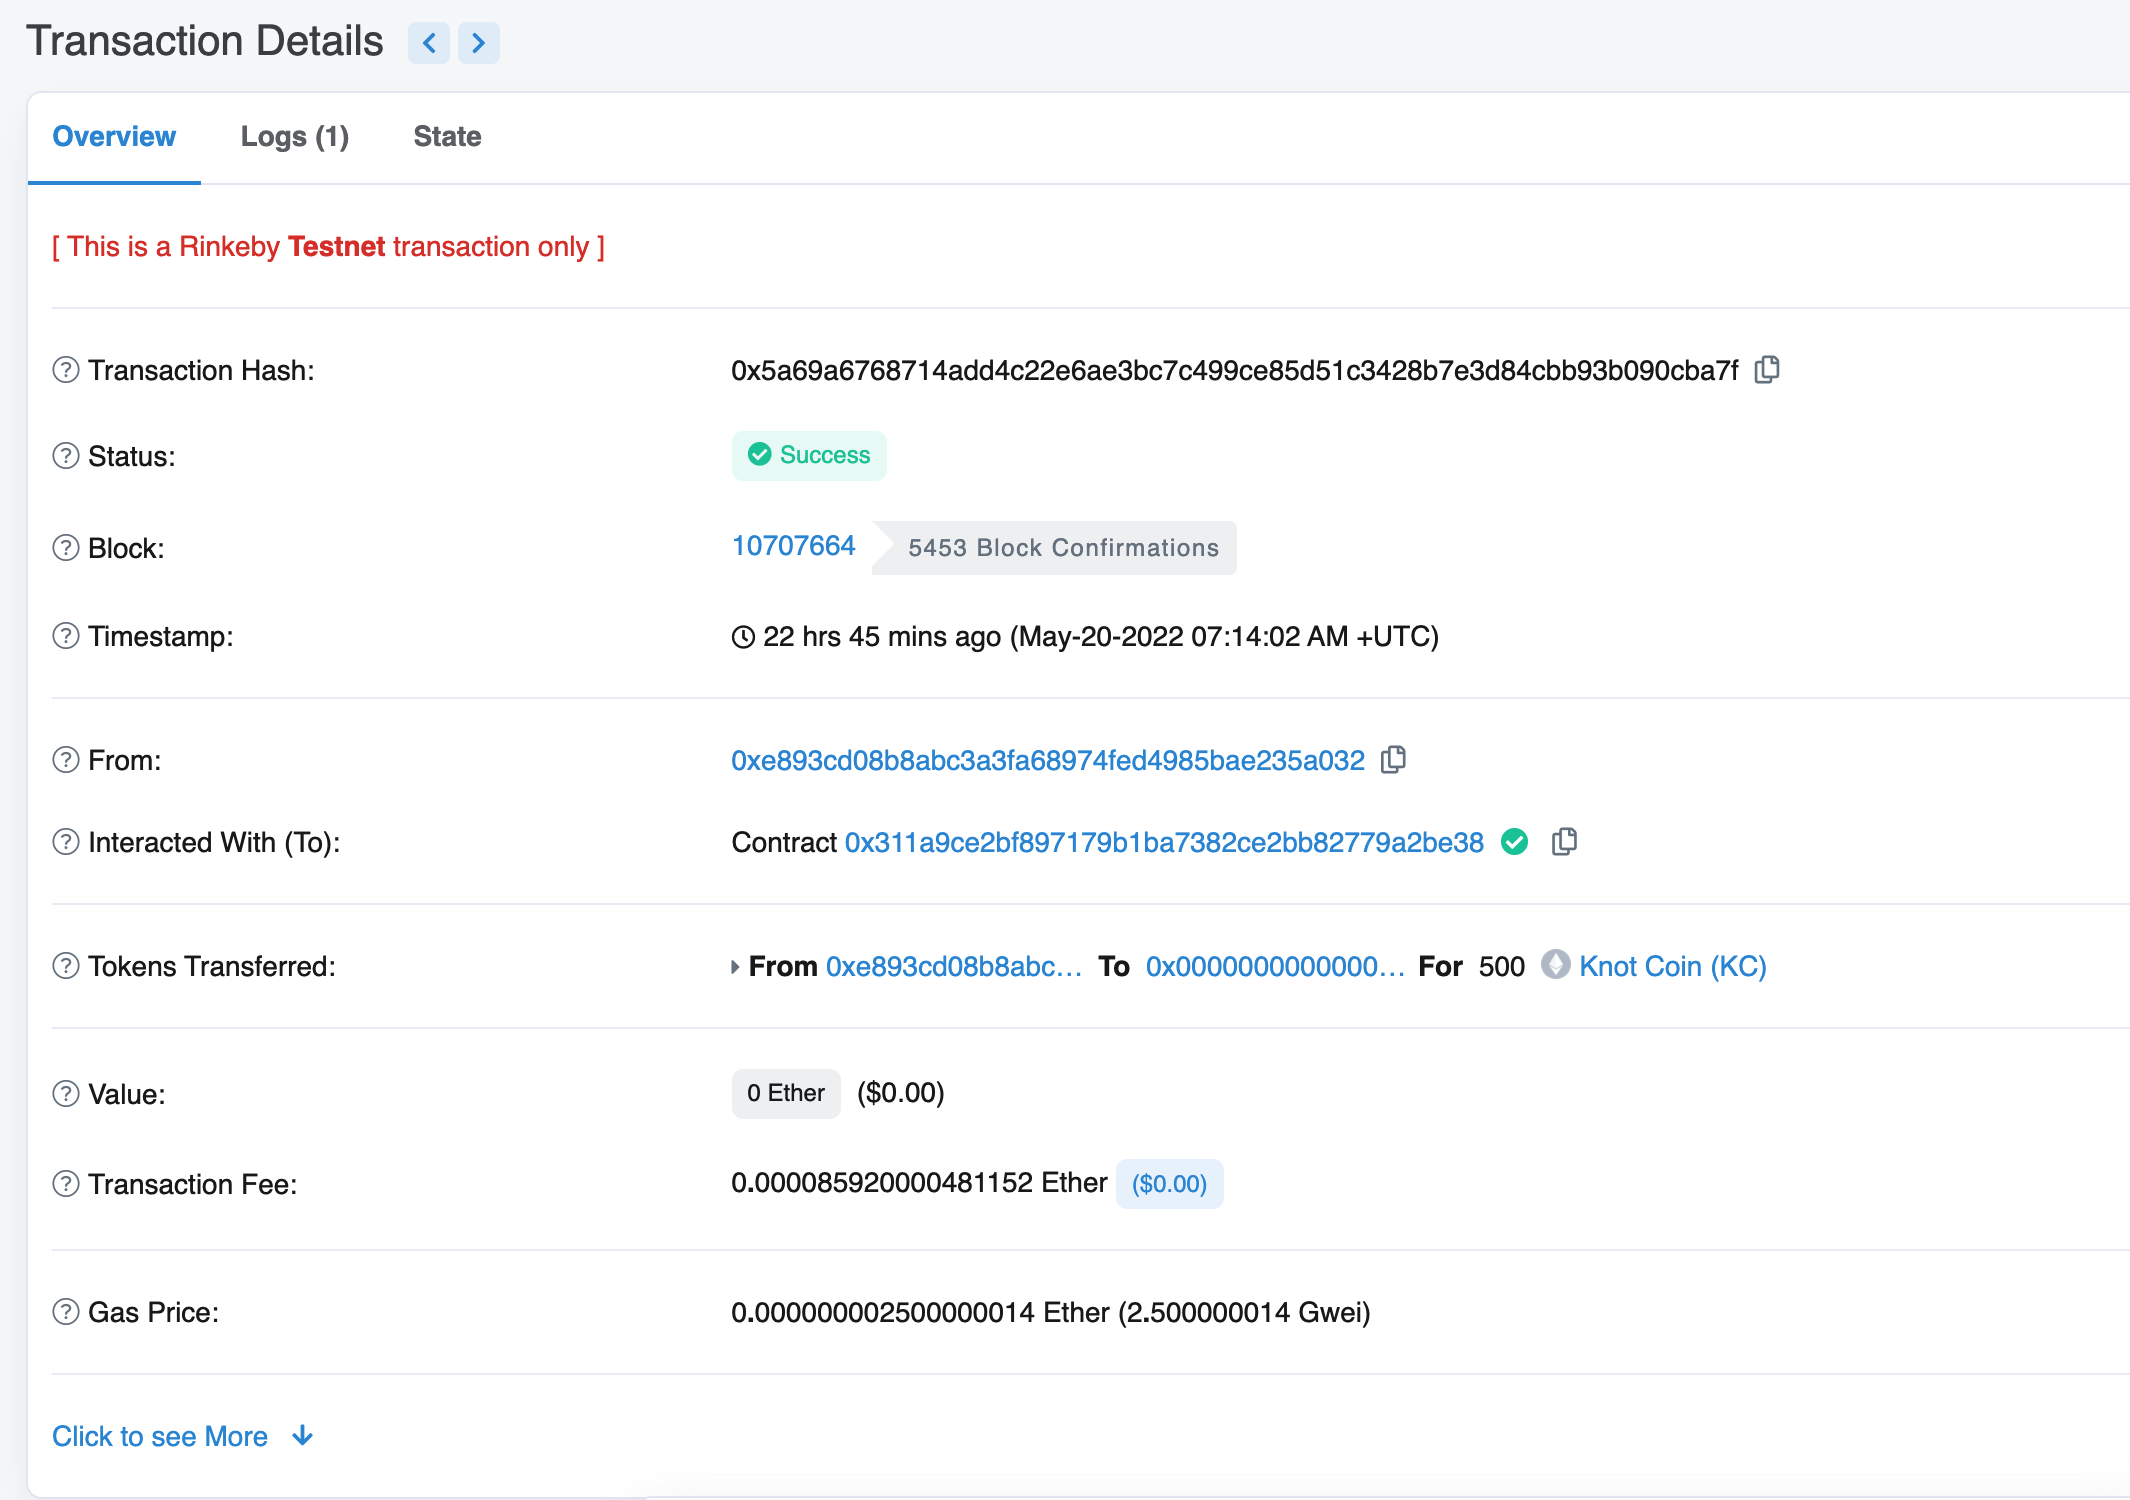 Transaction Details
Overview Logs (1) State
[ This is a Rinkeby Testnet transaction only ]
Transaction Hash: 0x5a69a6768714add4c22e6ae3bc7c499ce85d51c3428b7e3d84cbb93b090cba7f
Status: Success
Block: 10707664 5453 Block Confirmations
Timestamp: 22 hrs 45 mins ago (May-20-2022 07:14:02 AM +UTC)
From: 0xe893cd08b8abc3a3fa68974fed4985bae235a032
Interacted With (To): Contract 0x311a9ce2bf897179b1ba7382ce2bb82779a2be38
Tokens Transferred: From 0xe893cd08b8abc... To 0x0000000000000... For 500 Knot Coin (KC)
Value: 0 Ether ($0.00)
Transaction Fee: 0.000085920000481152 Ether ($0.00)
Gas Price: 0.000000002500000014 Ether (2.500000014 Gwei)
Click to see More